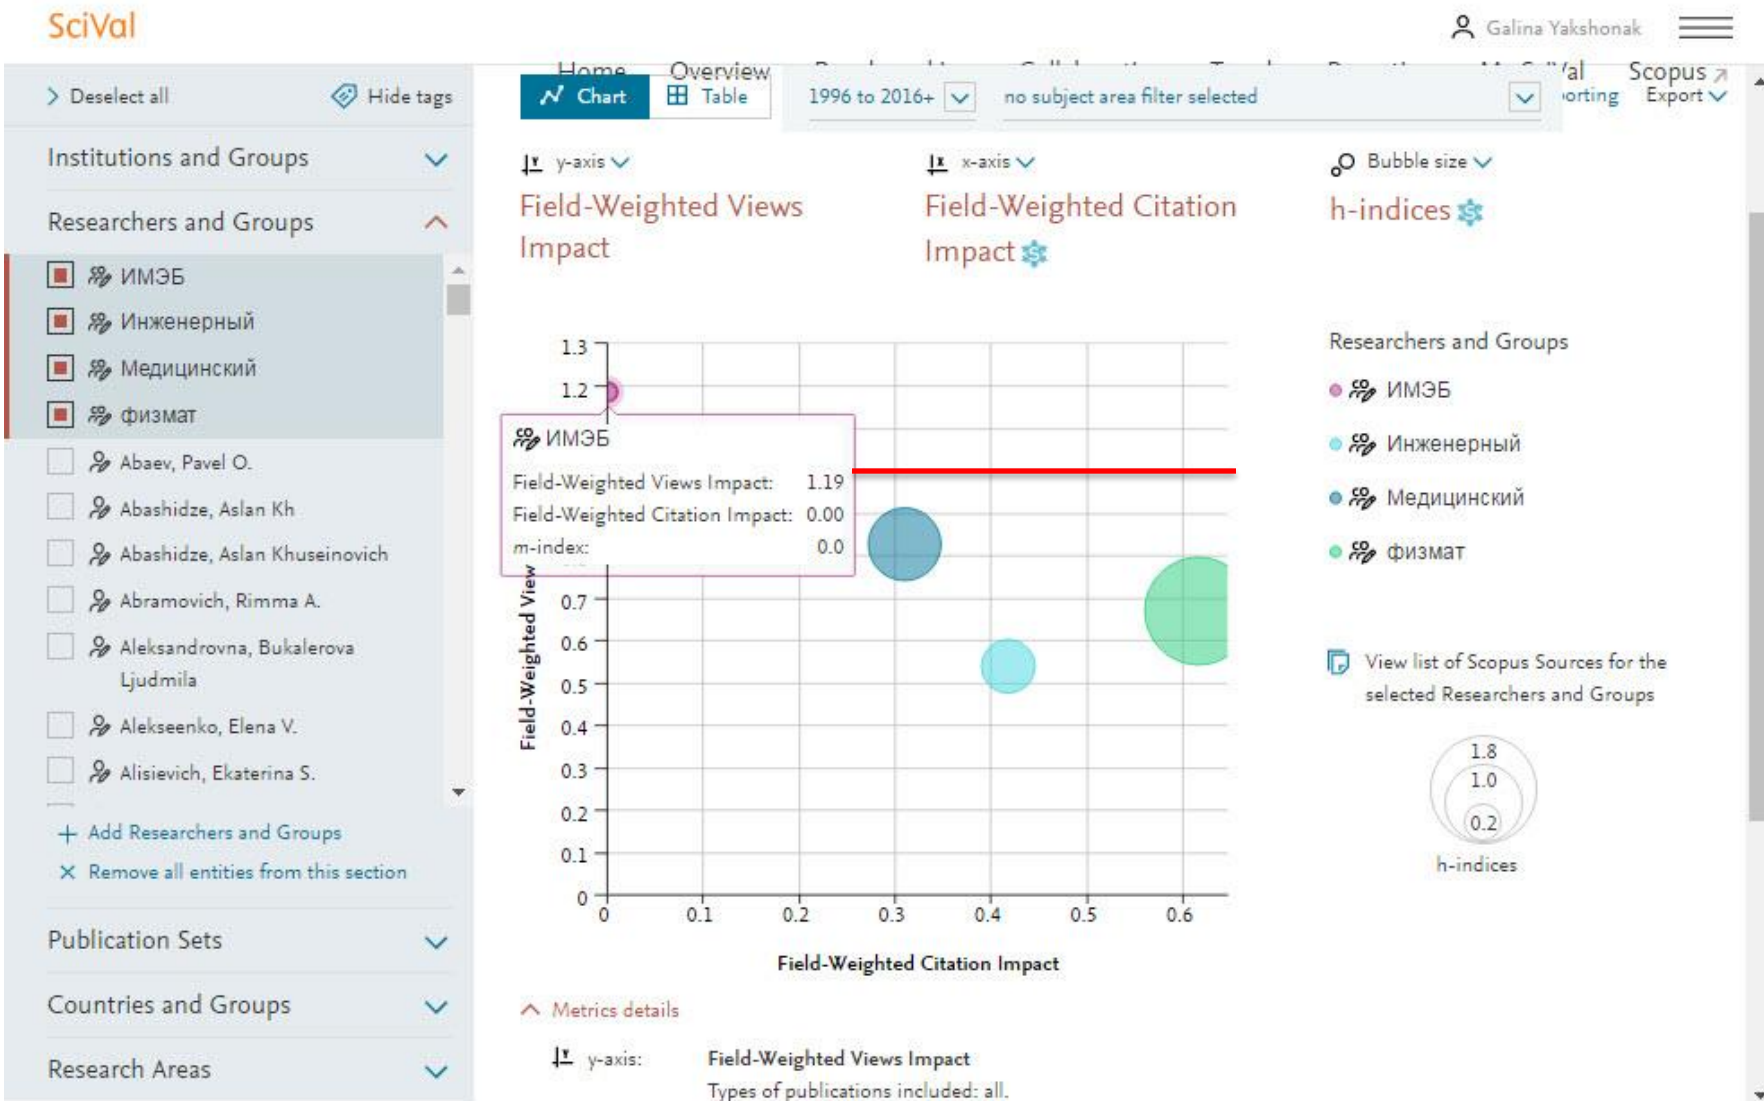 SciVal
Galina Yakshonak
Home Overview
Scopus
Deselect all
Hide tags
Chart
Table
1996 to 2016+
no subject area filter selected
Export
Institutions and Groups
y-axis
x-axis
Bubble size
Field-Weighted Views
Impact
Field-Weighted Citation
Impact
h-indices
Researchers and Groups
ИМЭБ
Инженерный
Медицинский
физмат
Abaev, Pavel O.
Abashidze, Aslan Kh
Abashidze, Aslan Khuseinovich
Abramovich, Rimma A.
Aleksandrovna, Bukalerova
Ljudmila
Alekseenko, Elena V.
Alisievich, Ekaterina S.
Add Researchers and Groups
Remove all entities from this section
Publication Sets
Countries and Groups
Research Areas
1.3
1.2
ИМЭБ
Field-Weighted Views Impact: 1.19
Field-Weighted Citation Impact: 0.00
m-index: 0.0
0.7
0.6
0.5
0.4
0.3
0.2
0.1
0
Field-Weighted View
0 0.1 0.2 0.3 0.4 0.5 0.6
Field-Weighted Citation Impact
Researchers and Groups
ИМЭБ
Инженерный
Медицинский
физмат
View list of Scopus Sources for the
selected Researchers and Groups
1.8
1.0
0.2
h-indices
Metrics details
y-axis: Field-Weighted Views Impact
Types of publications included: all.